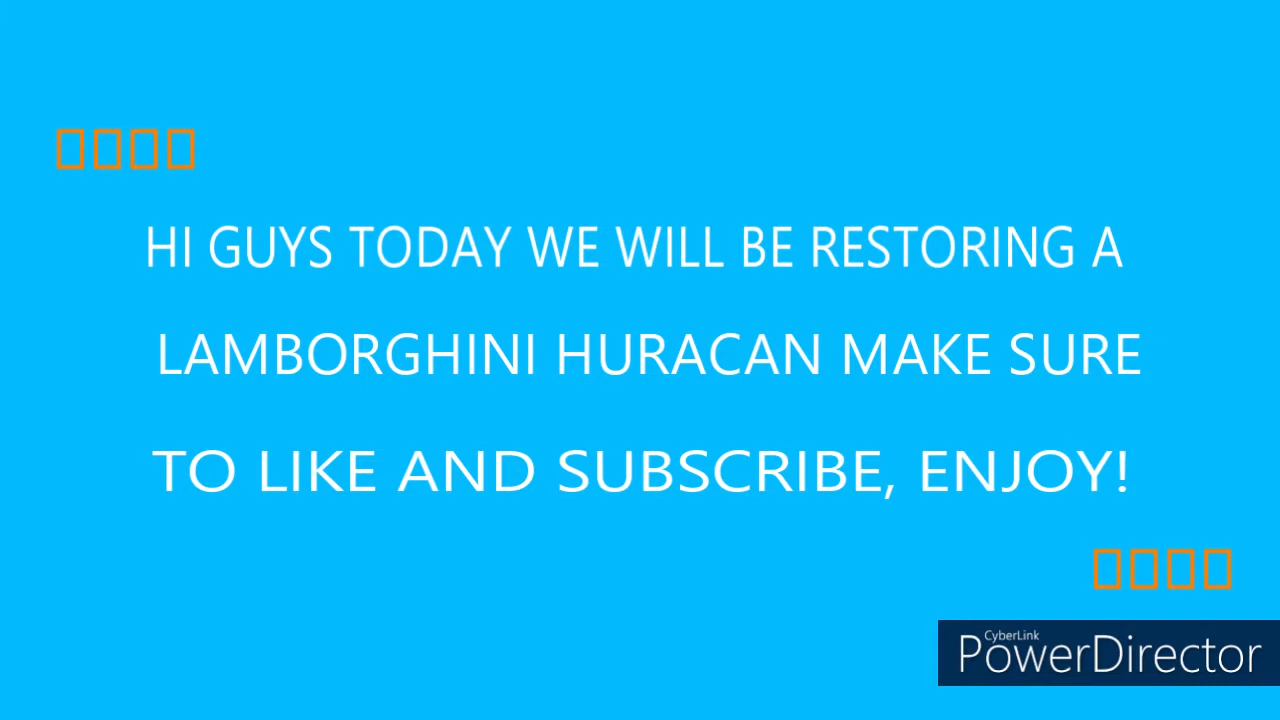 HI GUYS TODAY WE WILL BE RESTORING A
LAMBORGHINI HURACAN MAKE SURE
TO LIKE AND SUBSCRIBE, ENJOY!
CyberLink
PowerDirector